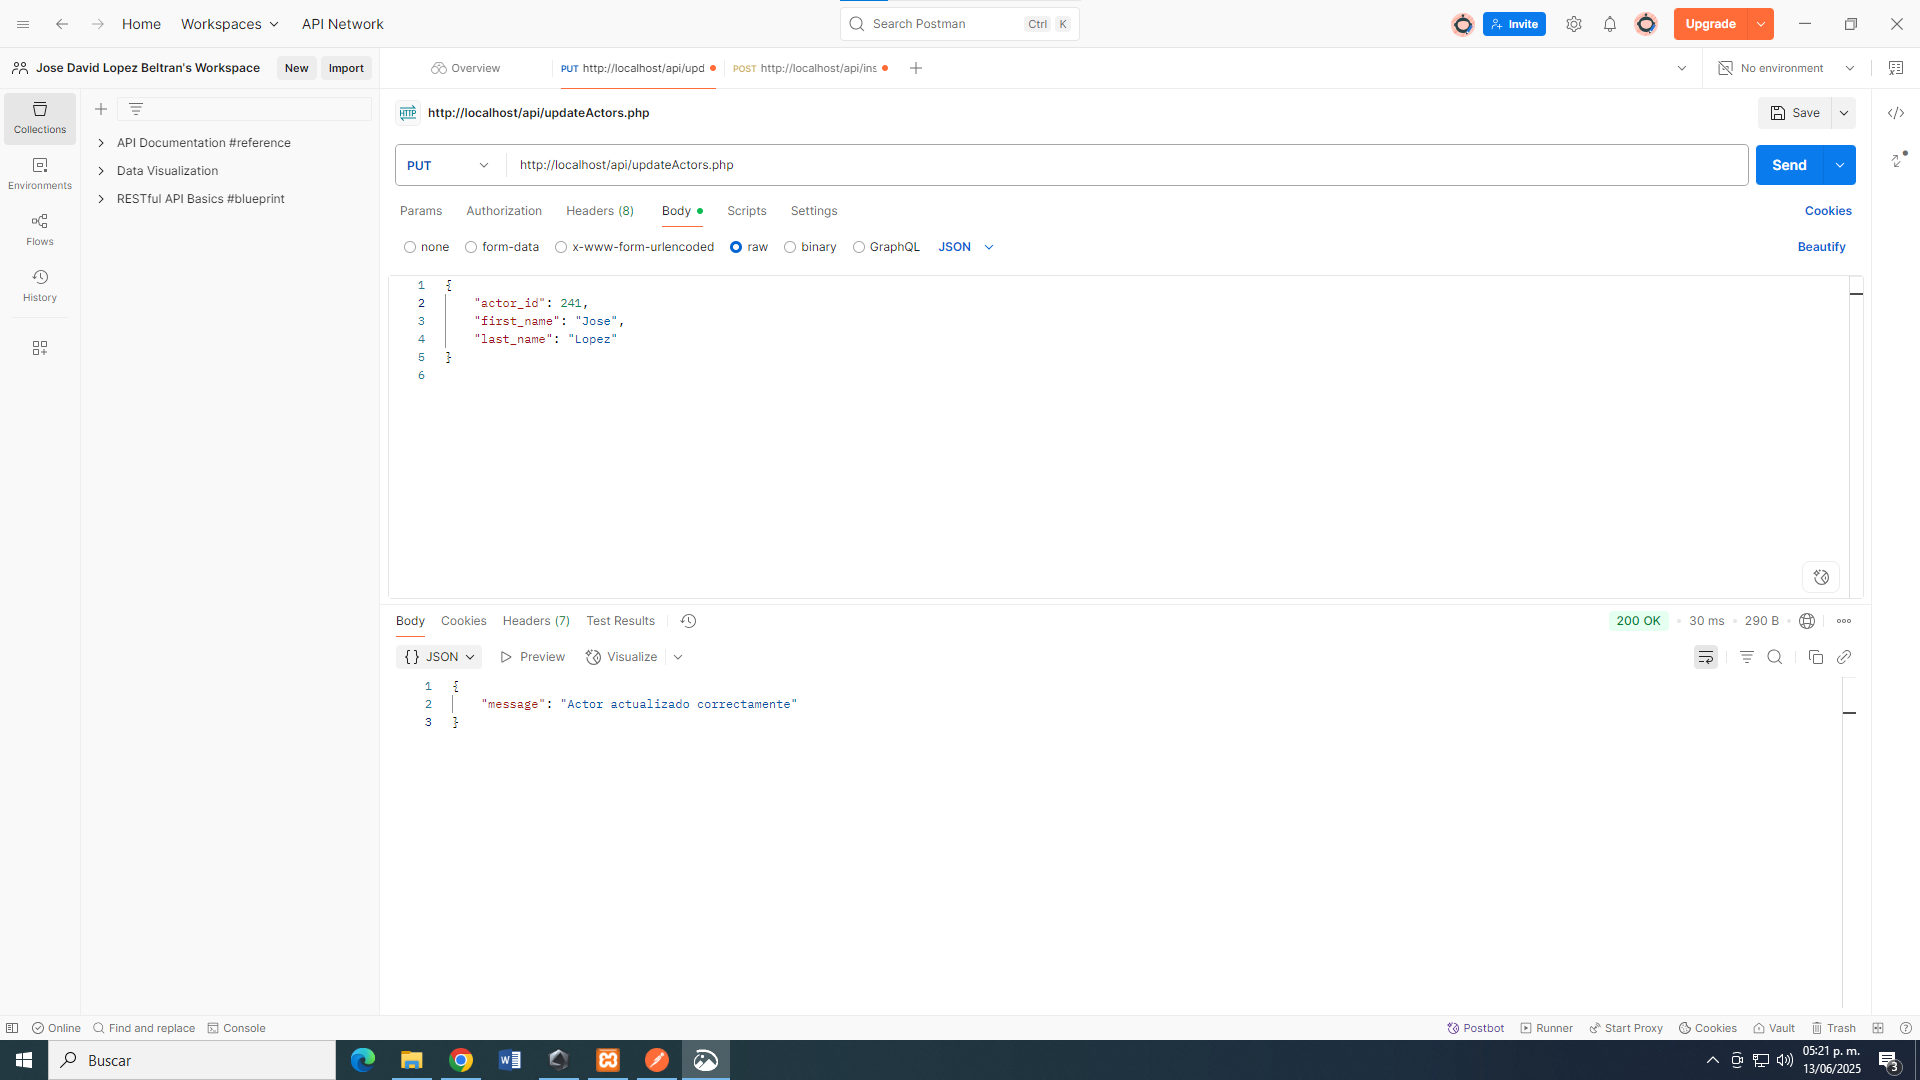 Home Workspaces API Network Search Postman Ctrl K Invite Upgrade
Jose David Lopez Beltran's Workspace New Import Overview PUT http://localhost/api/upd POST http://localhost/api/ins No environment
Collections
Environments
Flows
History
API Documentation #reference
Data Visualization
RESTful API Basics #blueprint
HTTP http://localhost/api/updateActors.php Save
PUT http://localhost/api/updateActors.php Send
Params Authorization Headers (8) Body Scripts Settings Cookies
none form-data x-www-form-urlencoded raw binary GraphQL JSON Beautify
1 {
2 "actor_id": 241,
3 "first_name": "Jose",
4 "last_name": "Lopez"
5 }
6
Body Cookies Headers (7) Test Results 200 OK 30 ms 290 B
{} JSON Preview Visualize
1 {
2 "message": "Actor actualizado correctamente"
3 }
Online Find and replace Console Postbot Runner Start Proxy Cookies Vault Trash
Buscar 05:21 p. m.
13/06/2025 3